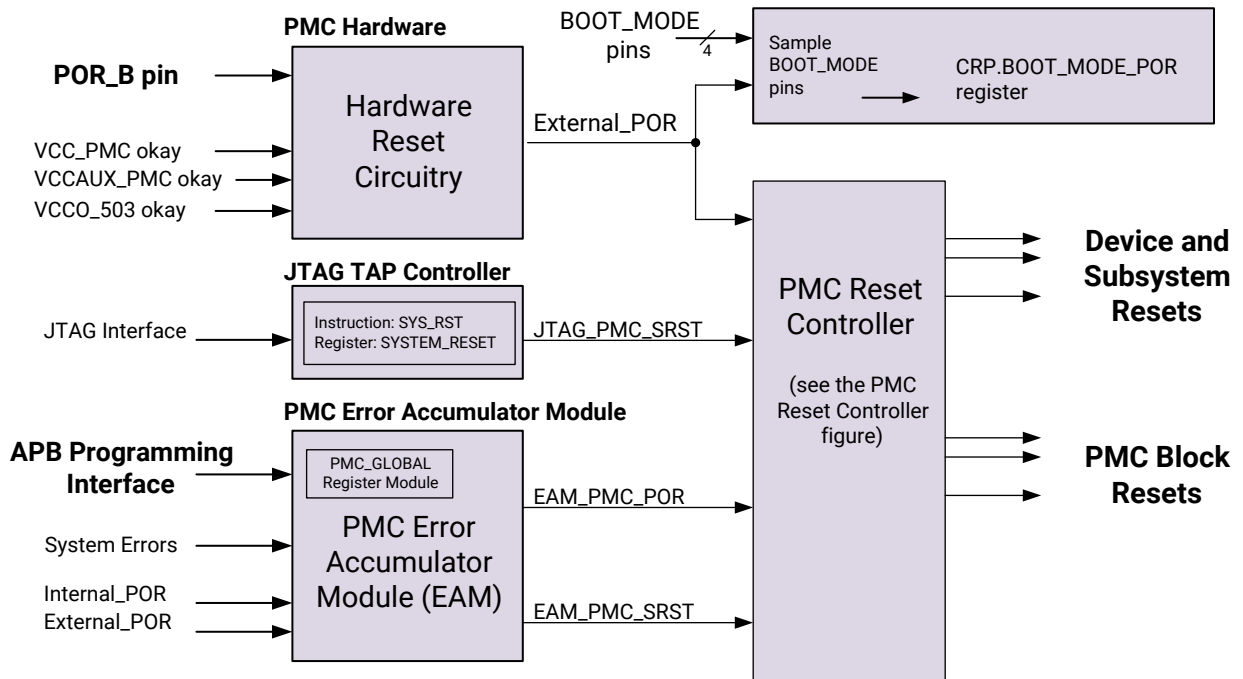 PMC Hardware
POR_B pin
Hardware
Reset
Circuitry
VCC_PMC okay
VCCAUX_PMC okay
VCCO_503 okay
External_POR
BOOT_MODE
pins
4
Sample
BOOT_MODE
pins
CRP.BOOT_MODE_POR
register
JTAG TAP Controller
JTAG Interface
Instruction: SYS_RST
Register: SYSTEM_RESET
JTAG_PMC_SRST
PMC Reset
Controller
(see the PMC
Reset Controller
figure)
Device and
Subsystem
Resets
PMC Block
Resets
PMC Error Accumulator Module
APB Programming
Interface
PMC_GLOBAL
Register Module
PMC Error
Accumulator
Module (EAM)
System Errors
Internal_POR
External_POR
EAM_PMC_POR
EAM_PMC_SRST